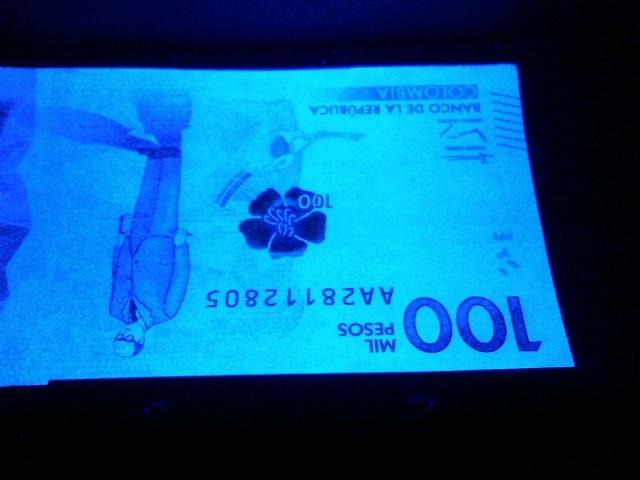 COLOMBIA
BANCO DE LA REPÚBLICA
100
AA28112805
100
MIL
PESOS